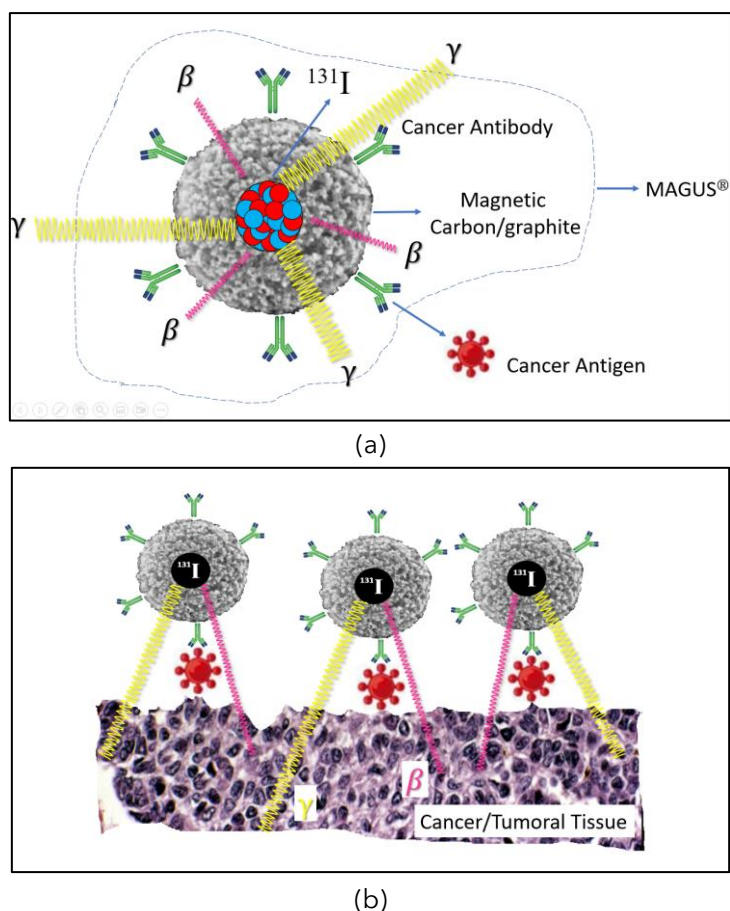 γ
β
¹³¹I
Cancer Antibody
MAGUS®
Magnetic
Carbon/graphite
γ
β
β
γ
Cancer Antigen
(a)
¹³¹I
¹³¹I
¹³¹I
β
γ
Cancer/Tumoral Tissue
(b)